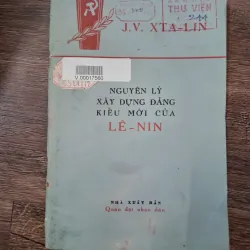 THƯ VIỆN
J.V. XTA-LIN
V.00017560
NGUYÊN LÝ
XÂY DỰNG ĐẢNG
KIỂU MỚI CỦA
LÊ-NIN
NHÀ XUẤT BẢN
Quân đội nhân dân